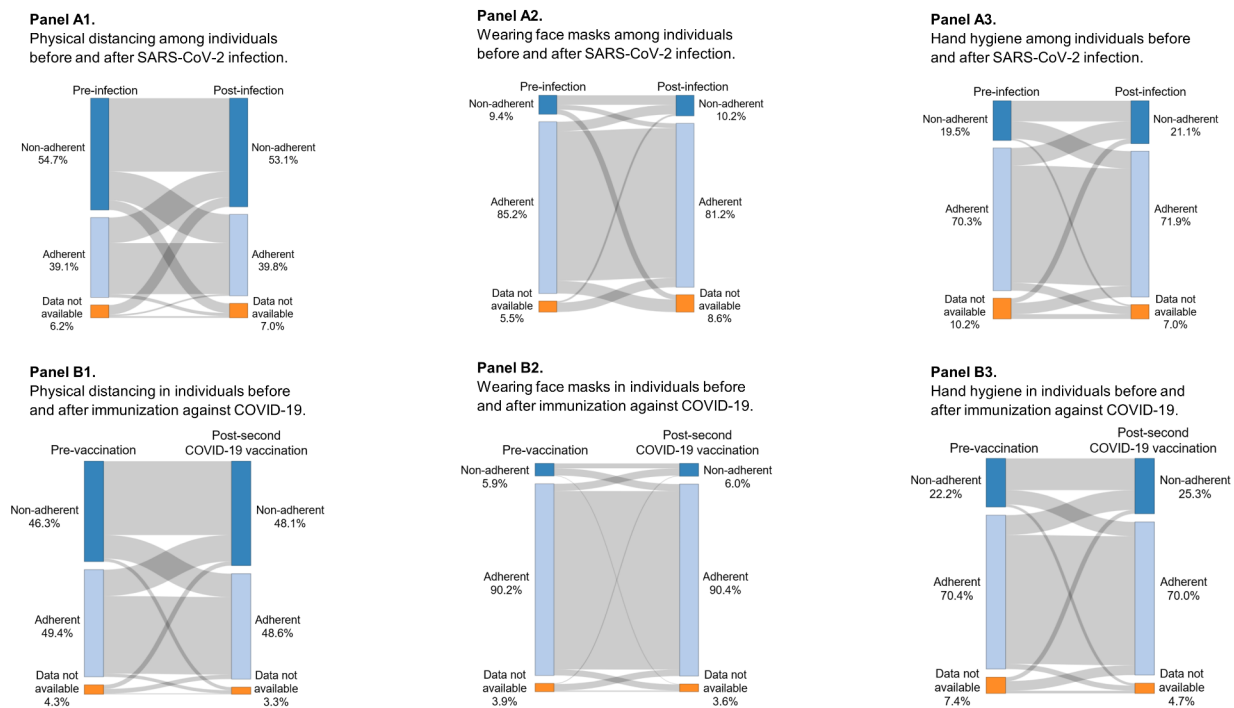 Panel A1.
Physical distancing among individuals
before and after SARS-CoV-2 infection.
Pre-infection
Post-infection
Non-adherent
54.7%
Non-adherent
53.1%
Adherent
39.1%
Adherent
39.8%
Data not
available
6.2%
Data not
available
7.0%
Panel A2.
Wearing face masks among individuals
before and after SARS-CoV-2 infection.
Pre-infection
Post-infection
Non-adherent
9.4%
Non-adherent
10.2%
Adherent
85.2%
Adherent
81.2%
Data not
available
5.5%
Data not
available
8.6%
Panel A3.
Hand hygiene among individuals before
and after SARS-CoV-2 infection.
Pre-infection
Post-infection
Non-adherent
19.5%
Non-adherent
21.1%
Adherent
70.3%
Adherent
71.9%
Data not
available
10.2%
Data not
available
7.0%
Panel B1.
Physical distancing in individuals before
and after immunization against COVID-19.
Pre-vaccination
Post-second
COVID-19 vaccination
Non-adherent
46.3%
Non-adherent
48.1%
Adherent
49.4%
Adherent
48.6%
Data not
available
4.3%
Data not
available
3.3%
Panel B2.
Wearing face masks in individuals before
and after immunization against COVID-19.
Pre-vaccination
Post-second
COVID-19 vaccination
Non-adherent
5.9%
Non-adherent
6.0%
Adherent
90.2%
Adherent
90.4%
Data not
available
3.9%
Data not
available
3.6%
Panel B3.
Hand hygiene in individuals before and
after immunization against COVID-19.
Pre-vaccination
Post-second
COVID-19 vaccination
Non-adherent
22.2%
Non-adherent
25.3%
Adherent
70.4%
Adherent
70.0%
Data not
available
7.4%
Data not
available
4.7%